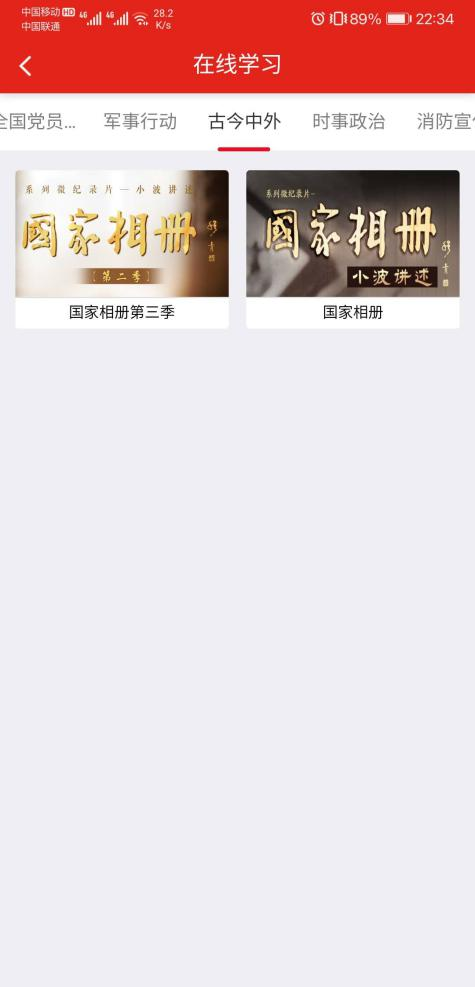 中国移动 HD 4G 4G 28.2 K/s 89% 22:34
中国联通
在线学习
全国党员... 军事行动 古今中外 时事政治 消防宣
系列微纪录片—小波讲述
國家相册
[第二季]
国家相册第三季
系列微纪录片—
國家相册
小波讲述
国家相册